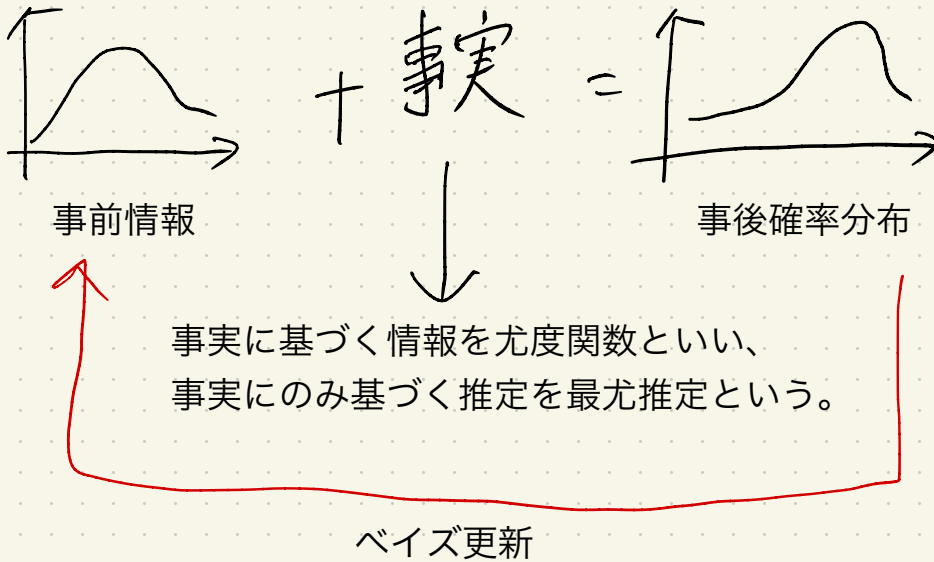 + 事実 =
事前情報
事後確率分布
事実に基づく情報を尤度関数といい、
事実にのみ基づく推定を最尤推定という。
ベイズ更新